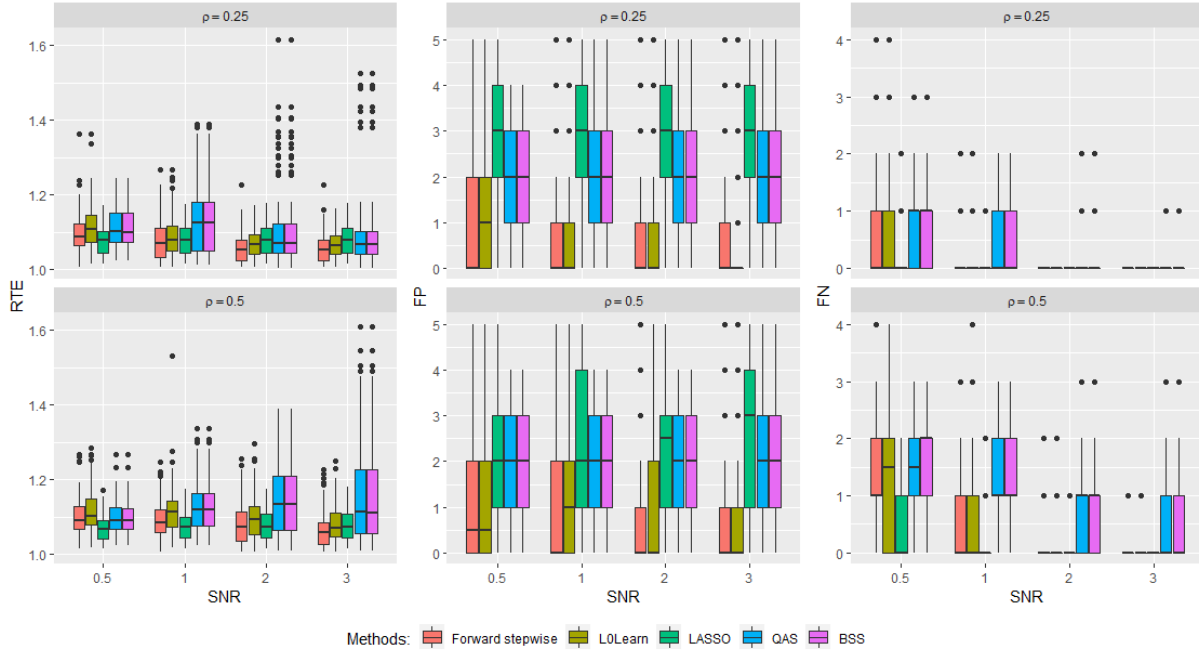 ρ = 0.25
ρ = 0.25
ρ = 0.25
1.6
1.4
1.2
1.0
5
4
3
2
1
0
4
3
2
1
0
RTE
FP
FN
ρ = 0.5
ρ = 0.5
ρ = 0.5
1.6
1.4
1.2
1.0
5
4
3
2
1
0
4
3
2
1
0
0.5 1 2 3
0.5 1 2 3
0.5 1 2 3
SNR
SNR
SNR
Methods: Forward stepwise L0Learn LASSO QAS BSS